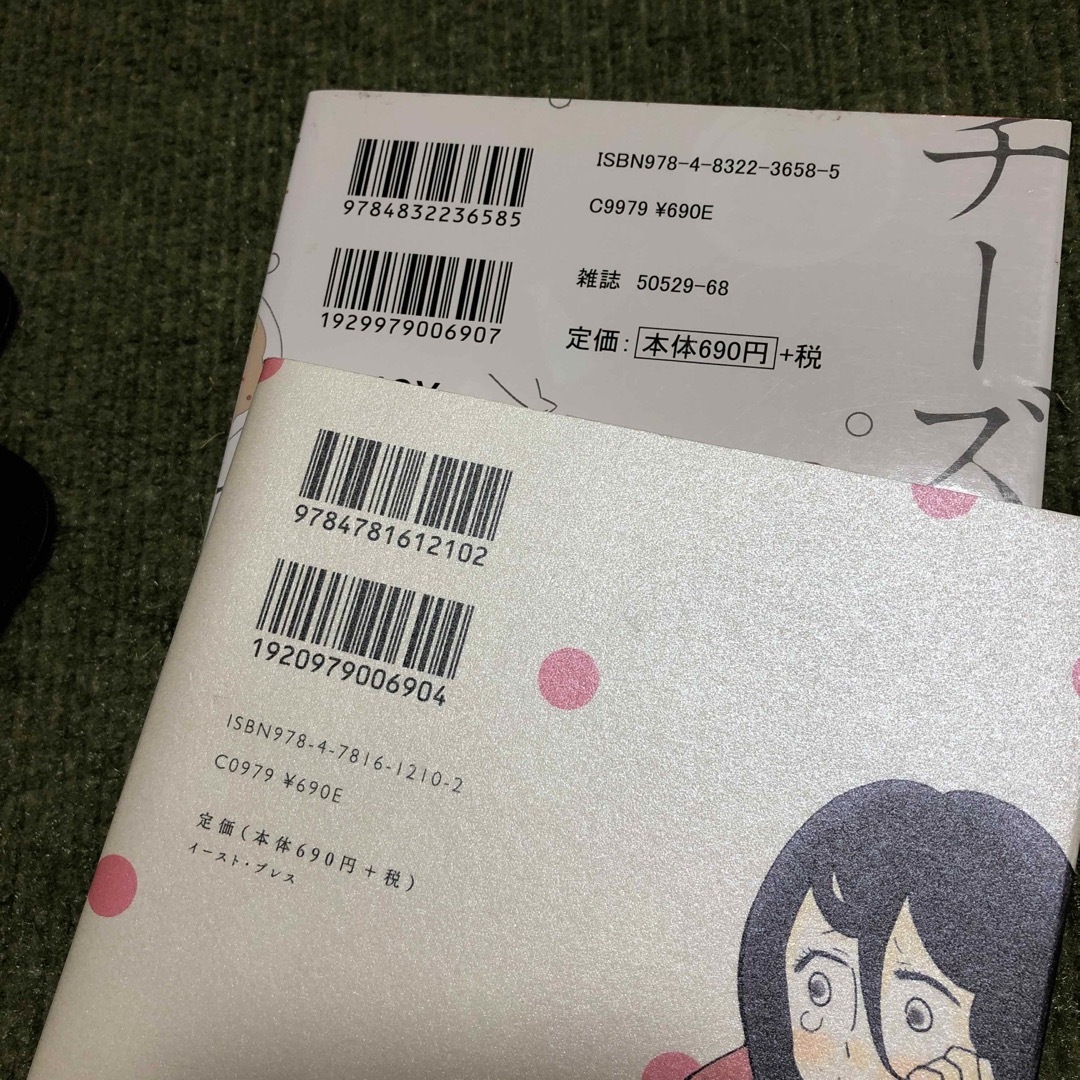 9784832236585
ISBN978-4-8322-3658-5
C9979 ¥690E
1929979006907
雑誌 50529-68
定価：本体690円+税
チーズ
9784781612102
1920979006904
ISBN978-4-7816-1210-2
C0979 ¥690E
定価（本体690円＋税）
イースト・プレス